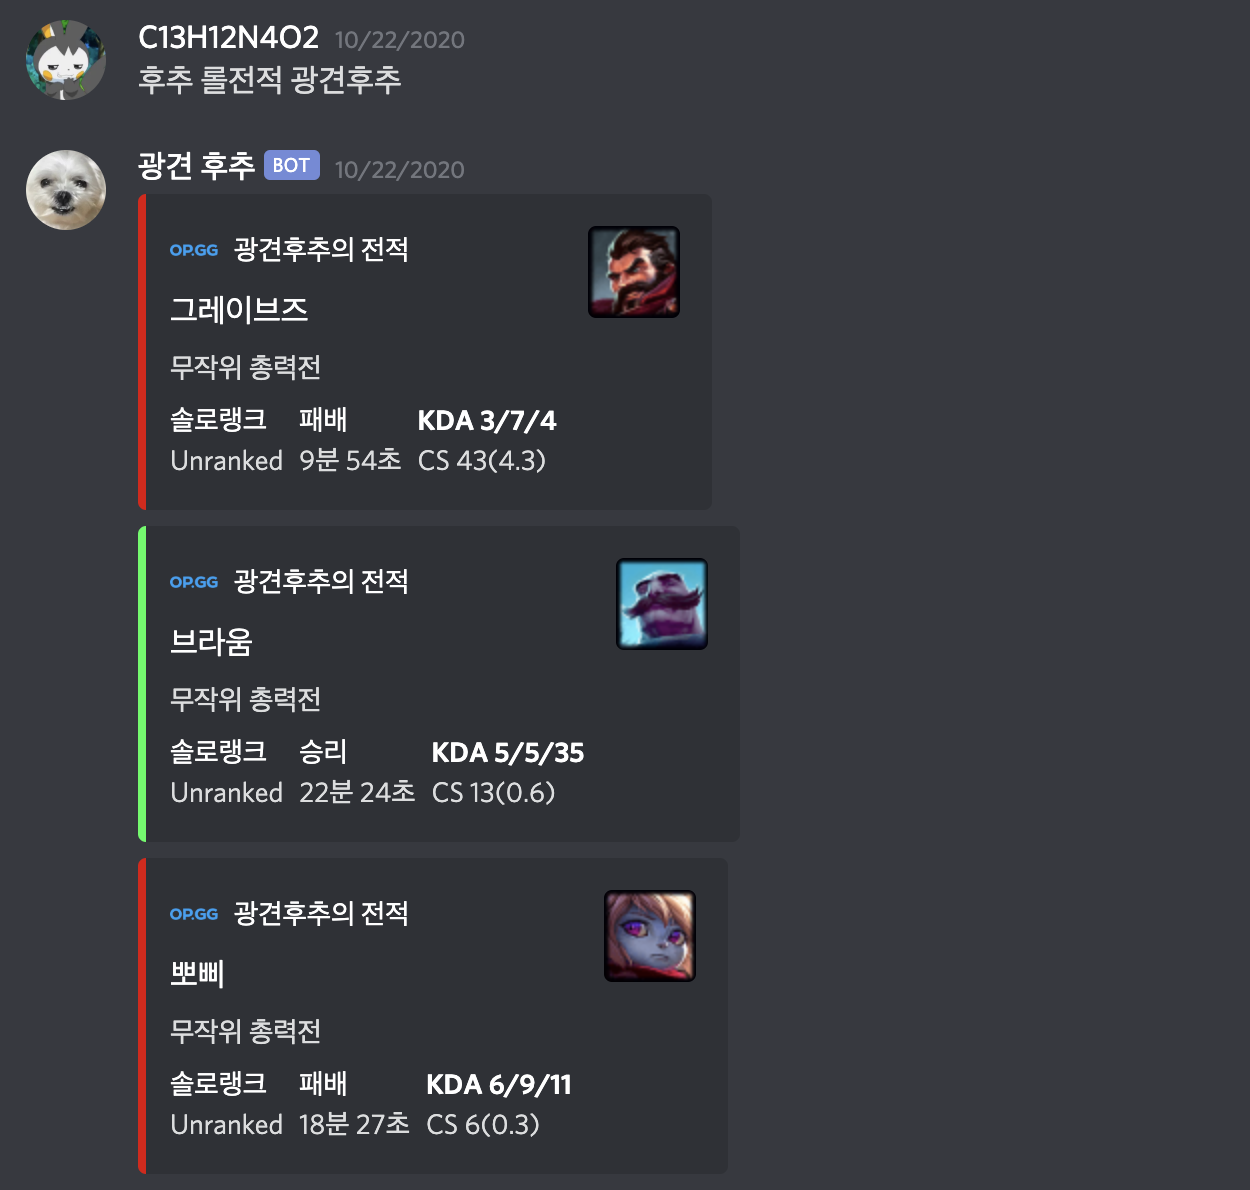 C13H12N4O2 10/22/2020
후추 롤전적 광견후추
광견 후추 BOT 10/22/2020
OP.GG 광견후추의 전적
그레이브즈
무작위 총력전
솔로랭크 패배 KDA 3/7/4
Unranked 9분 54초 CS 43(4.3)
OP.GG 광견후추의 전적
브라움
무작위 총력전
솔로랭크 승리 KDA 5/5/35
Unranked 22분 24초 CS 13(0.6)
OP.GG 광견후추의 전적
뽀삐
무작위 총력전
솔로랭크 패배 KDA 6/9/11
Unranked 18분 27초 CS 6(0.3)